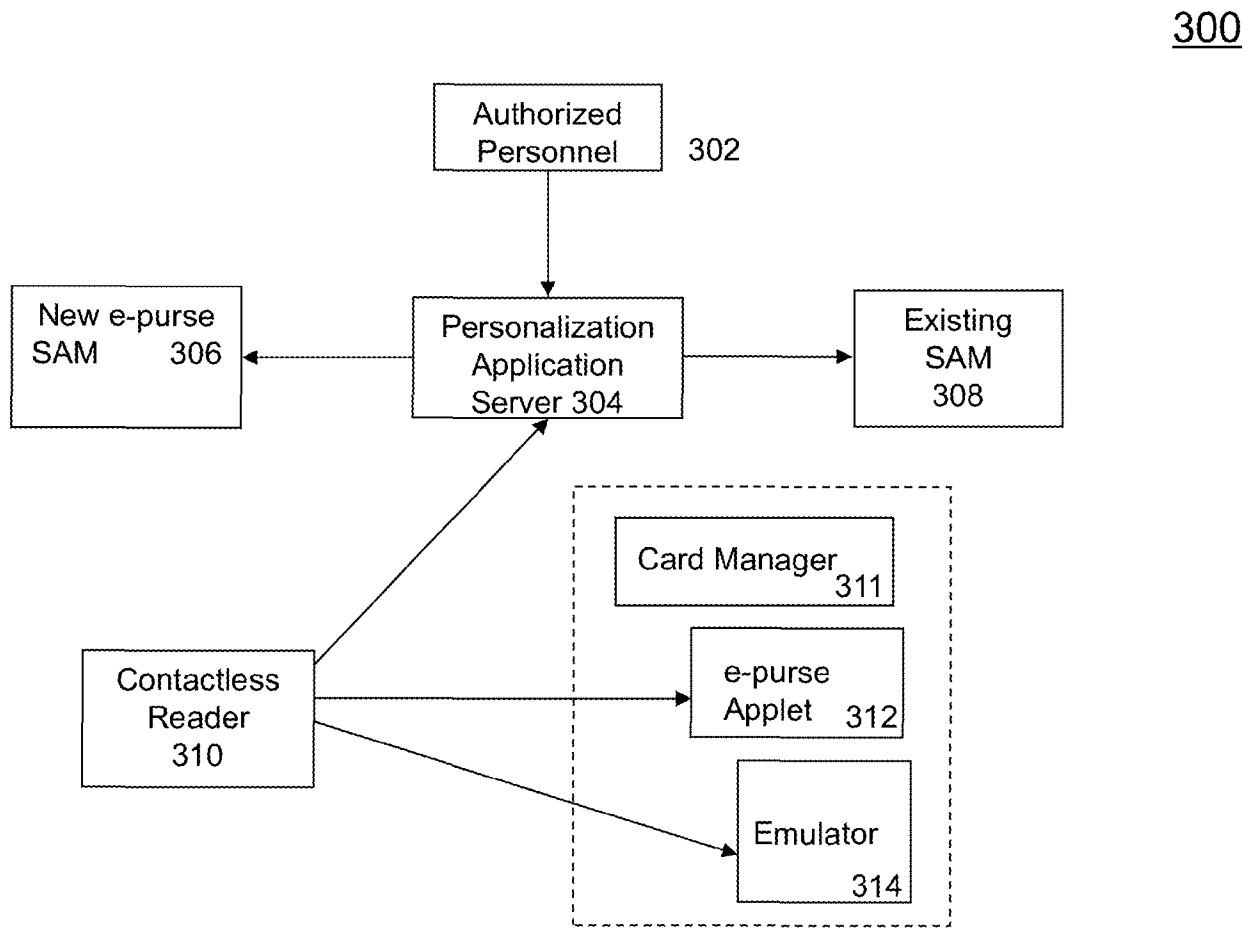 300
Authorized
Personnel
302
New e-purse
SAM 306
Personalization
Application
Server 304
Existing
SAM
308
Card Manager
311
Contactless
Reader
310
e-purse
Applet 312
Emulator
314